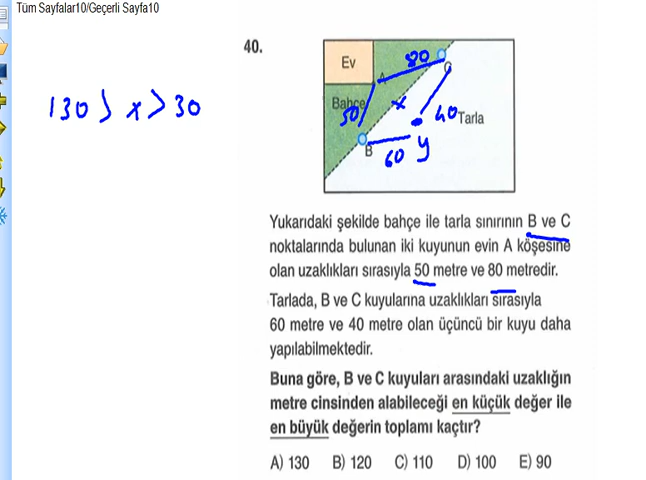 Tüm Sayfalar10/Geçerli Sayfa10
40.
130 > x > 30
Ev
80
A
C
Bahçe
50
x
40
Tarla
B
60
y
Yukarıdaki şekilde bahçe ile tarla sınırının B ve C
noktalarında bulunan iki kuyunun evin A köşesine
olan uzaklıkları sırasıyla 50 metre ve 80 metredir.
Tarlada, B ve C kuyularına uzaklıkları sırasıyla
60 metre ve 40 metre olan üçüncü bir kuyu daha
yapılabilmektedir.
Buna göre, B ve C kuyuları arasındaki uzaklığın
metre cinsinden alabileceği en küçük değer ile
en büyük değerin toplamı kaçtır?
A) 130 B) 120 C) 110 D) 100 E) 90